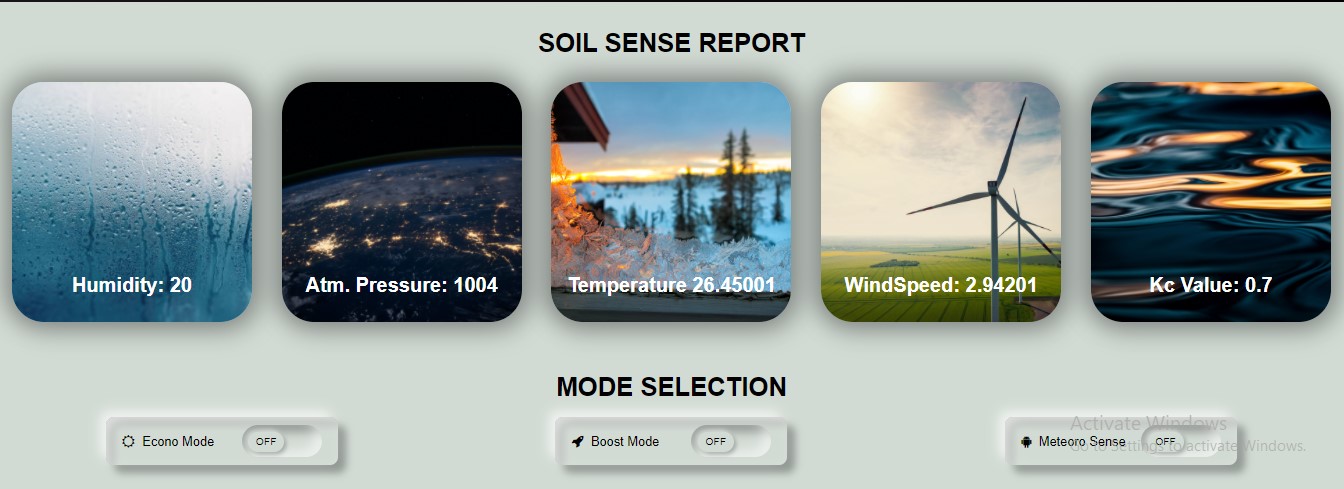 SOIL SENSE REPORT
Humidity: 20
Atm. Pressure: 1004
Temperature 26.45001
WindSpeed: 2.94201
Kc Value: 0.7
MODE SELECTION
Econo Mode OFF
Boost Mode OFF
Meteoro Sense OFF
Activate Windows
Go to Settings to activate Windows.